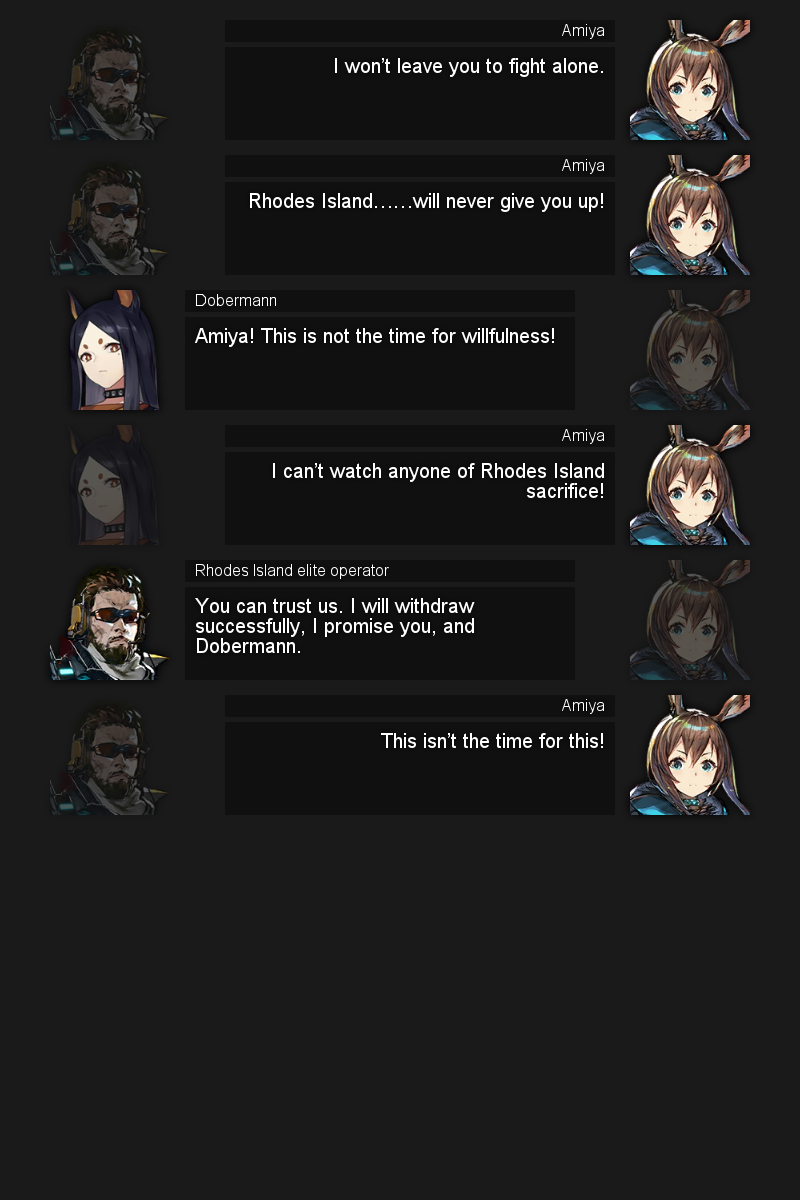 Amiya
I won't leave you to fight alone.
Amiya
Rhodes Island……will never give you up!
Dobermann
Amiya! This is not the time for willfulness!
Amiya
I can't watch anyone of Rhodes Island
sacrifice!
Rhodes Island elite operator
You can trust us. I will withdraw
successfully, I promise you, and
Dobermann.
Amiya
This isn't the time for this!